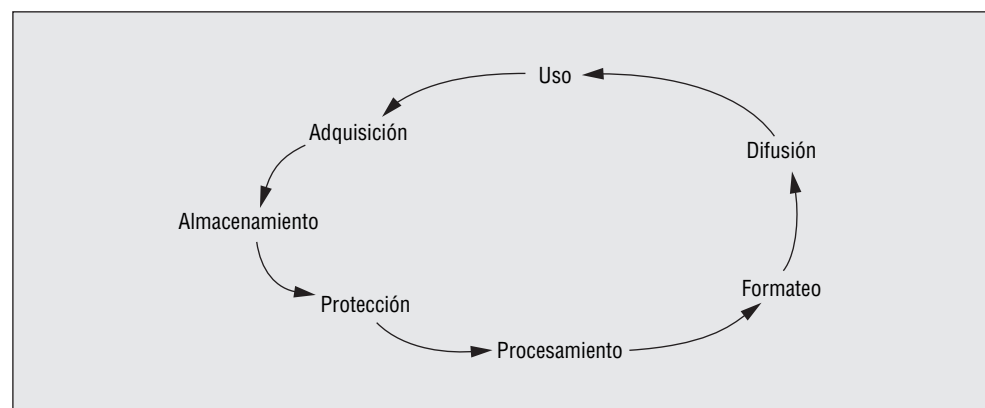 Uso
Adquisición
Difusión
Almacenamiento
Formateo
Protección
Procesamiento